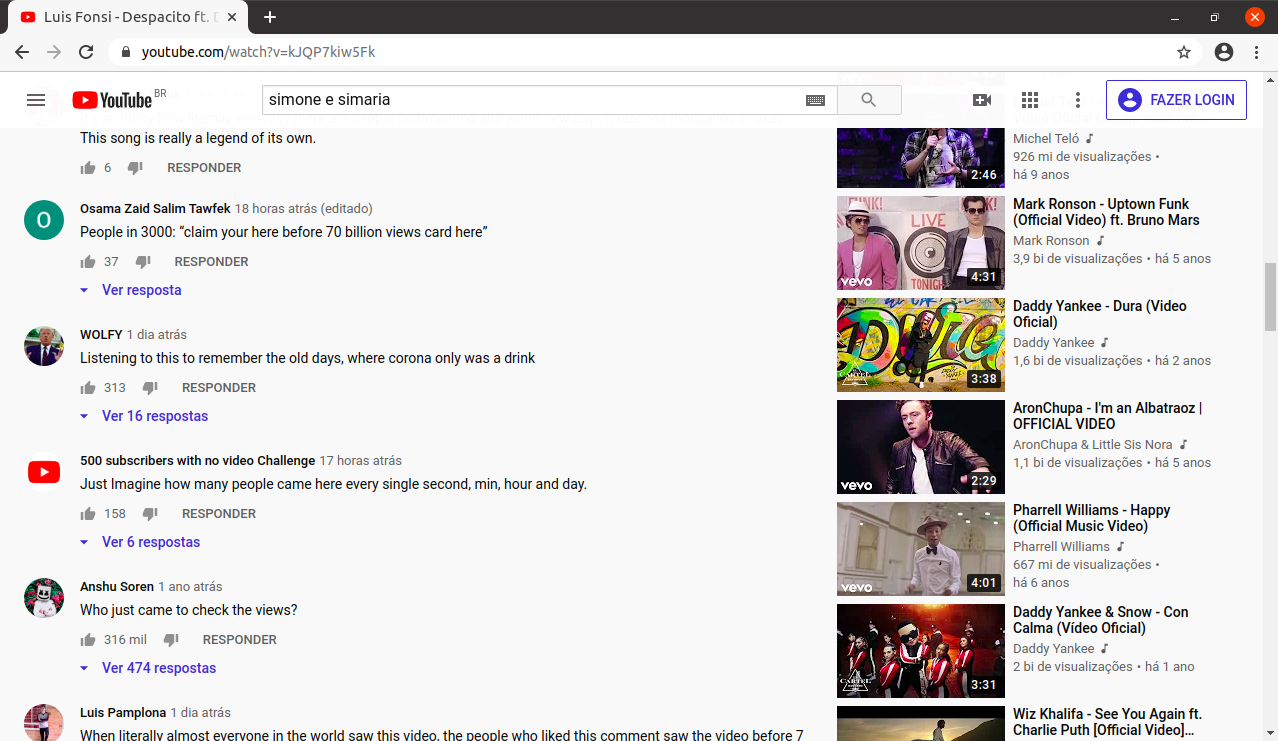 Luis Fonsi - Despacito ft. D
youtube.com/watch?v=kJQP7kiw5Fk
YouTube BR
simone e simaria
FAZER LOGIN
This song is really a legend of its own.
6 RESPONDER
O
Osama Zaid Salim Tawfek 18 horas atrás (editado)
People in 3000: “claim your here before 70 billion views card here”
37 RESPONDER
Ver resposta
WOLFY 1 dia atrás
Listening to this to remember the old days, where corona only was a drink
313 RESPONDER
Ver 16 respostas
500 subscribers with no video Challenge 17 horas atrás
Just Imagine how many people came here every single second, min, hour and day.
158 RESPONDER
Ver 6 respostas
Anshu Soren 1 ano atrás
Who just came to check the views?
316 mil RESPONDER
Ver 474 respostas
Luis Pamplona 1 dia atrás
When literally almost everyone in the world saw this video, the people who liked this comment saw the video before 7
2:46
Michel Teló
926 mi de visualizações •
há 9 anos
FUNK!
LIVE
TONIGHT
vevo
4:31
Mark Ronson - Uptown Funk
(Official Video) ft. Bruno Mars
Mark Ronson
3,9 bi de visualizações • há 5 anos
CARTEL
3:38
Daddy Yankee - Dura (Video
Oficial)
Daddy Yankee
1,6 bi de visualizações • há 2 anos
vevo
2:29
AronChupa - I'm an Albatraoz |
OFFICIAL VIDEO
AronChupa & Little Sis Nora
1,1 bi de visualizações • há 5 anos
vevo
4:01
Pharrell Williams - Happy
(Official Music Video)
Pharrell Williams
667 mi de visualizações •
há 6 anos
CARTEL
3:31
Daddy Yankee & Snow - Con
Calma (Vídeo Oficial)
Daddy Yankee
2 bi de visualizações • há 1 ano
Wiz Khalifa - See You Again ft.
Charlie Puth [Official Video]...